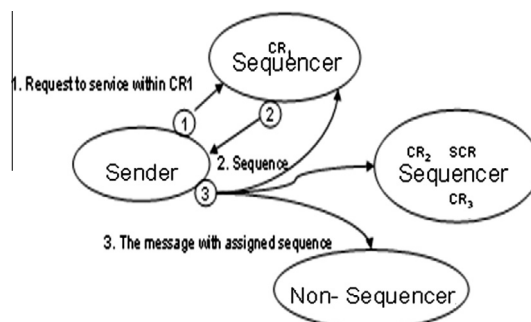 CR1
Sequencer
1. Request to service within CR1
1
2
2. Sequence
Sender
3
CR2 SCR
Sequencer
CR3
3. The message with assigned sequence
Non- Sequencer